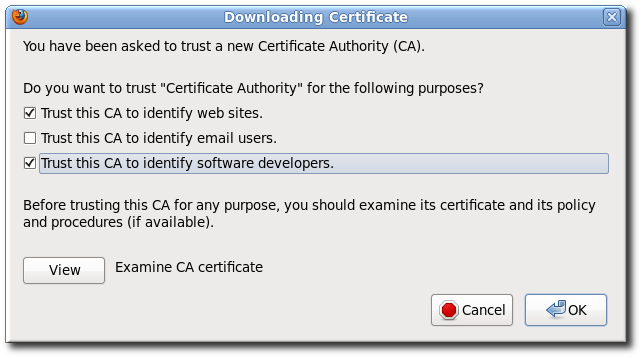 Downloading Certificate
You have been asked to trust a new Certificate Authority (CA).
Do you want to trust "Certificate Authority" for the following purposes?
Trust this CA to identify web sites.
Trust this CA to identify email users.
Trust this CA to identify software developers.
Before trusting this CA for any purpose, you should examine its certificate and its policy
and procedures (if available).
View
Examine CA certificate
Cancel
OK